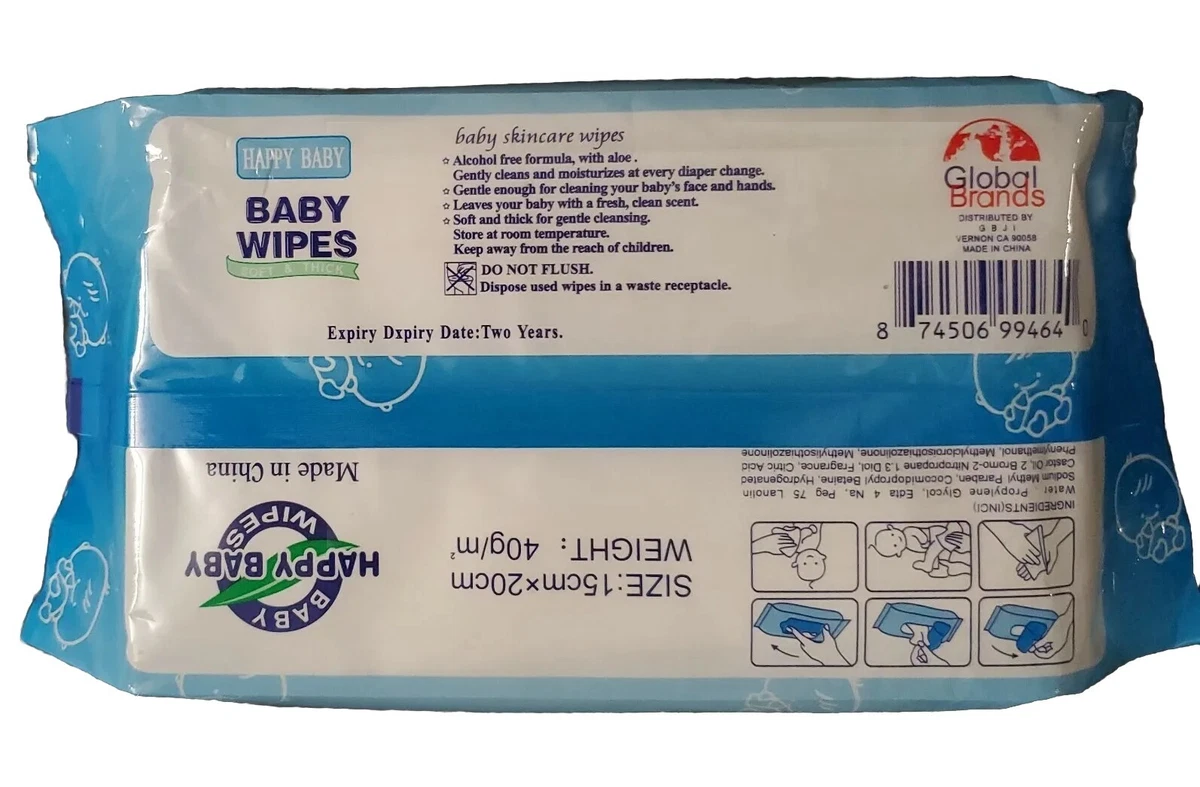 HAPPY BABY
BABY
WIPES
SOFT & THICK
baby skincare wipes
☆ Alcohol free formula, with aloe .
Gently cleans and moisturizes at every diaper change.
☆ Gentle enough for cleaning your baby's face and hands.
☆ Leaves your baby with a fresh, clean scent.
☆ Soft and thick for gentle cleansing.
Store at room temperature.
Keep away from the reach of children.
DO NOT FLUSH.
Dispose used wipes in a waste receptacle.
Expiry Dxpiry Date:Two Years.
Global
Brands
DISTRIBUTED BY
G B J I
VERNON CA 90058
MADE IN CHINA
8 74506 99464 0
INGREDIENTS(INCI)
Water Propylene Glycol, Edta 4 Na, Peg 75 Lanolin
Sodium Methyl Paraben, Cocomidopropyl Betaine, Hydrogenated
Castor Oil, 2 Bromo-2 Nitropropane 1.3 Diol, Fragrance, Citric Acid
Phenylmethanol, Methylclorisothiazolinone, Methylisothiazolinone
SIZE:15cm×20cm
WEIGHT: 40g/m²
BABY
HAPPY BABY
WIPES
Made in China